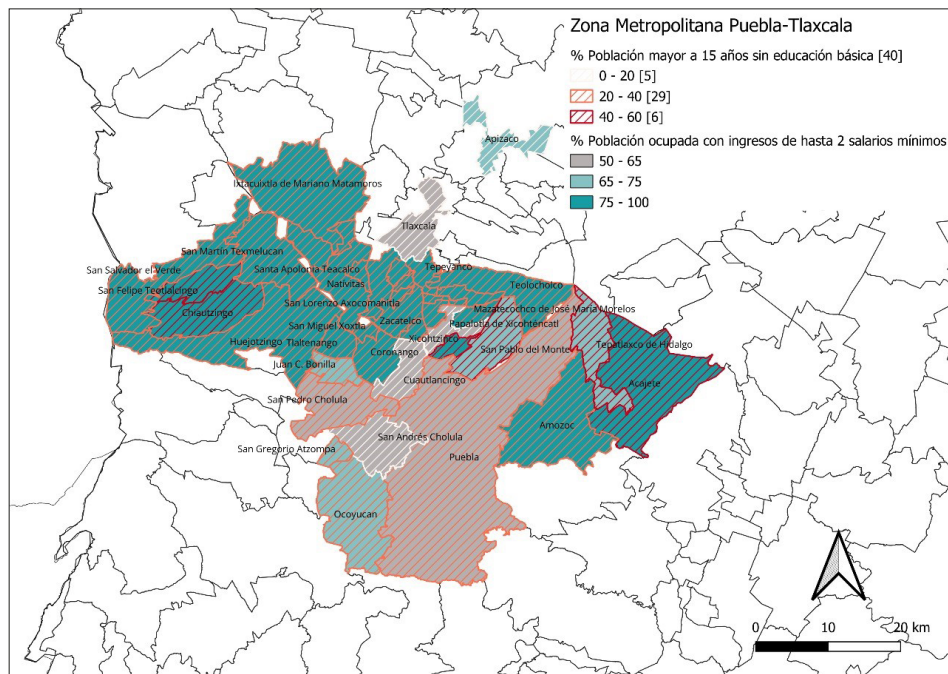 Zona Metropolitana Puebla-Tlaxcala
% Población mayor a 15 años sin educación básica [40]
0 - 20 [5]
20 - 40 [29]
40 - 60 [6]
% Población ocupada con ingresos de hasta 2 salarios mínimos
50 - 65
65 - 75
75 - 100
Apizaco
Ixtacuixtla de Mariano Matamoros
Tlaxcala
San Martín Texmelucan
Tepeyanco
San Salvador el Verde
Santa Apolonia Teacalco
Nativitas
Teolocholco
San Felipe Teotlalcingo
San Lorenzo Axocomanitla
Mazatecochco de José María Morelos
Chiautzingo
Zacatelco
Papalotla de Xicohténcatl
San Miguel Xoxtla
Xicohtzinco
Huejotzingo
Tlaltenango
San Pablo del Monte
Tepatlaxco de Hidalgo
Coronango
Juan C. Bonilla
Cuautlancingo
Acajete
San Pedro Cholula
Amozoc
San Andrés Cholula
San Gregorio Atzompa
Puebla
Ocoyucan
0 10 20 km